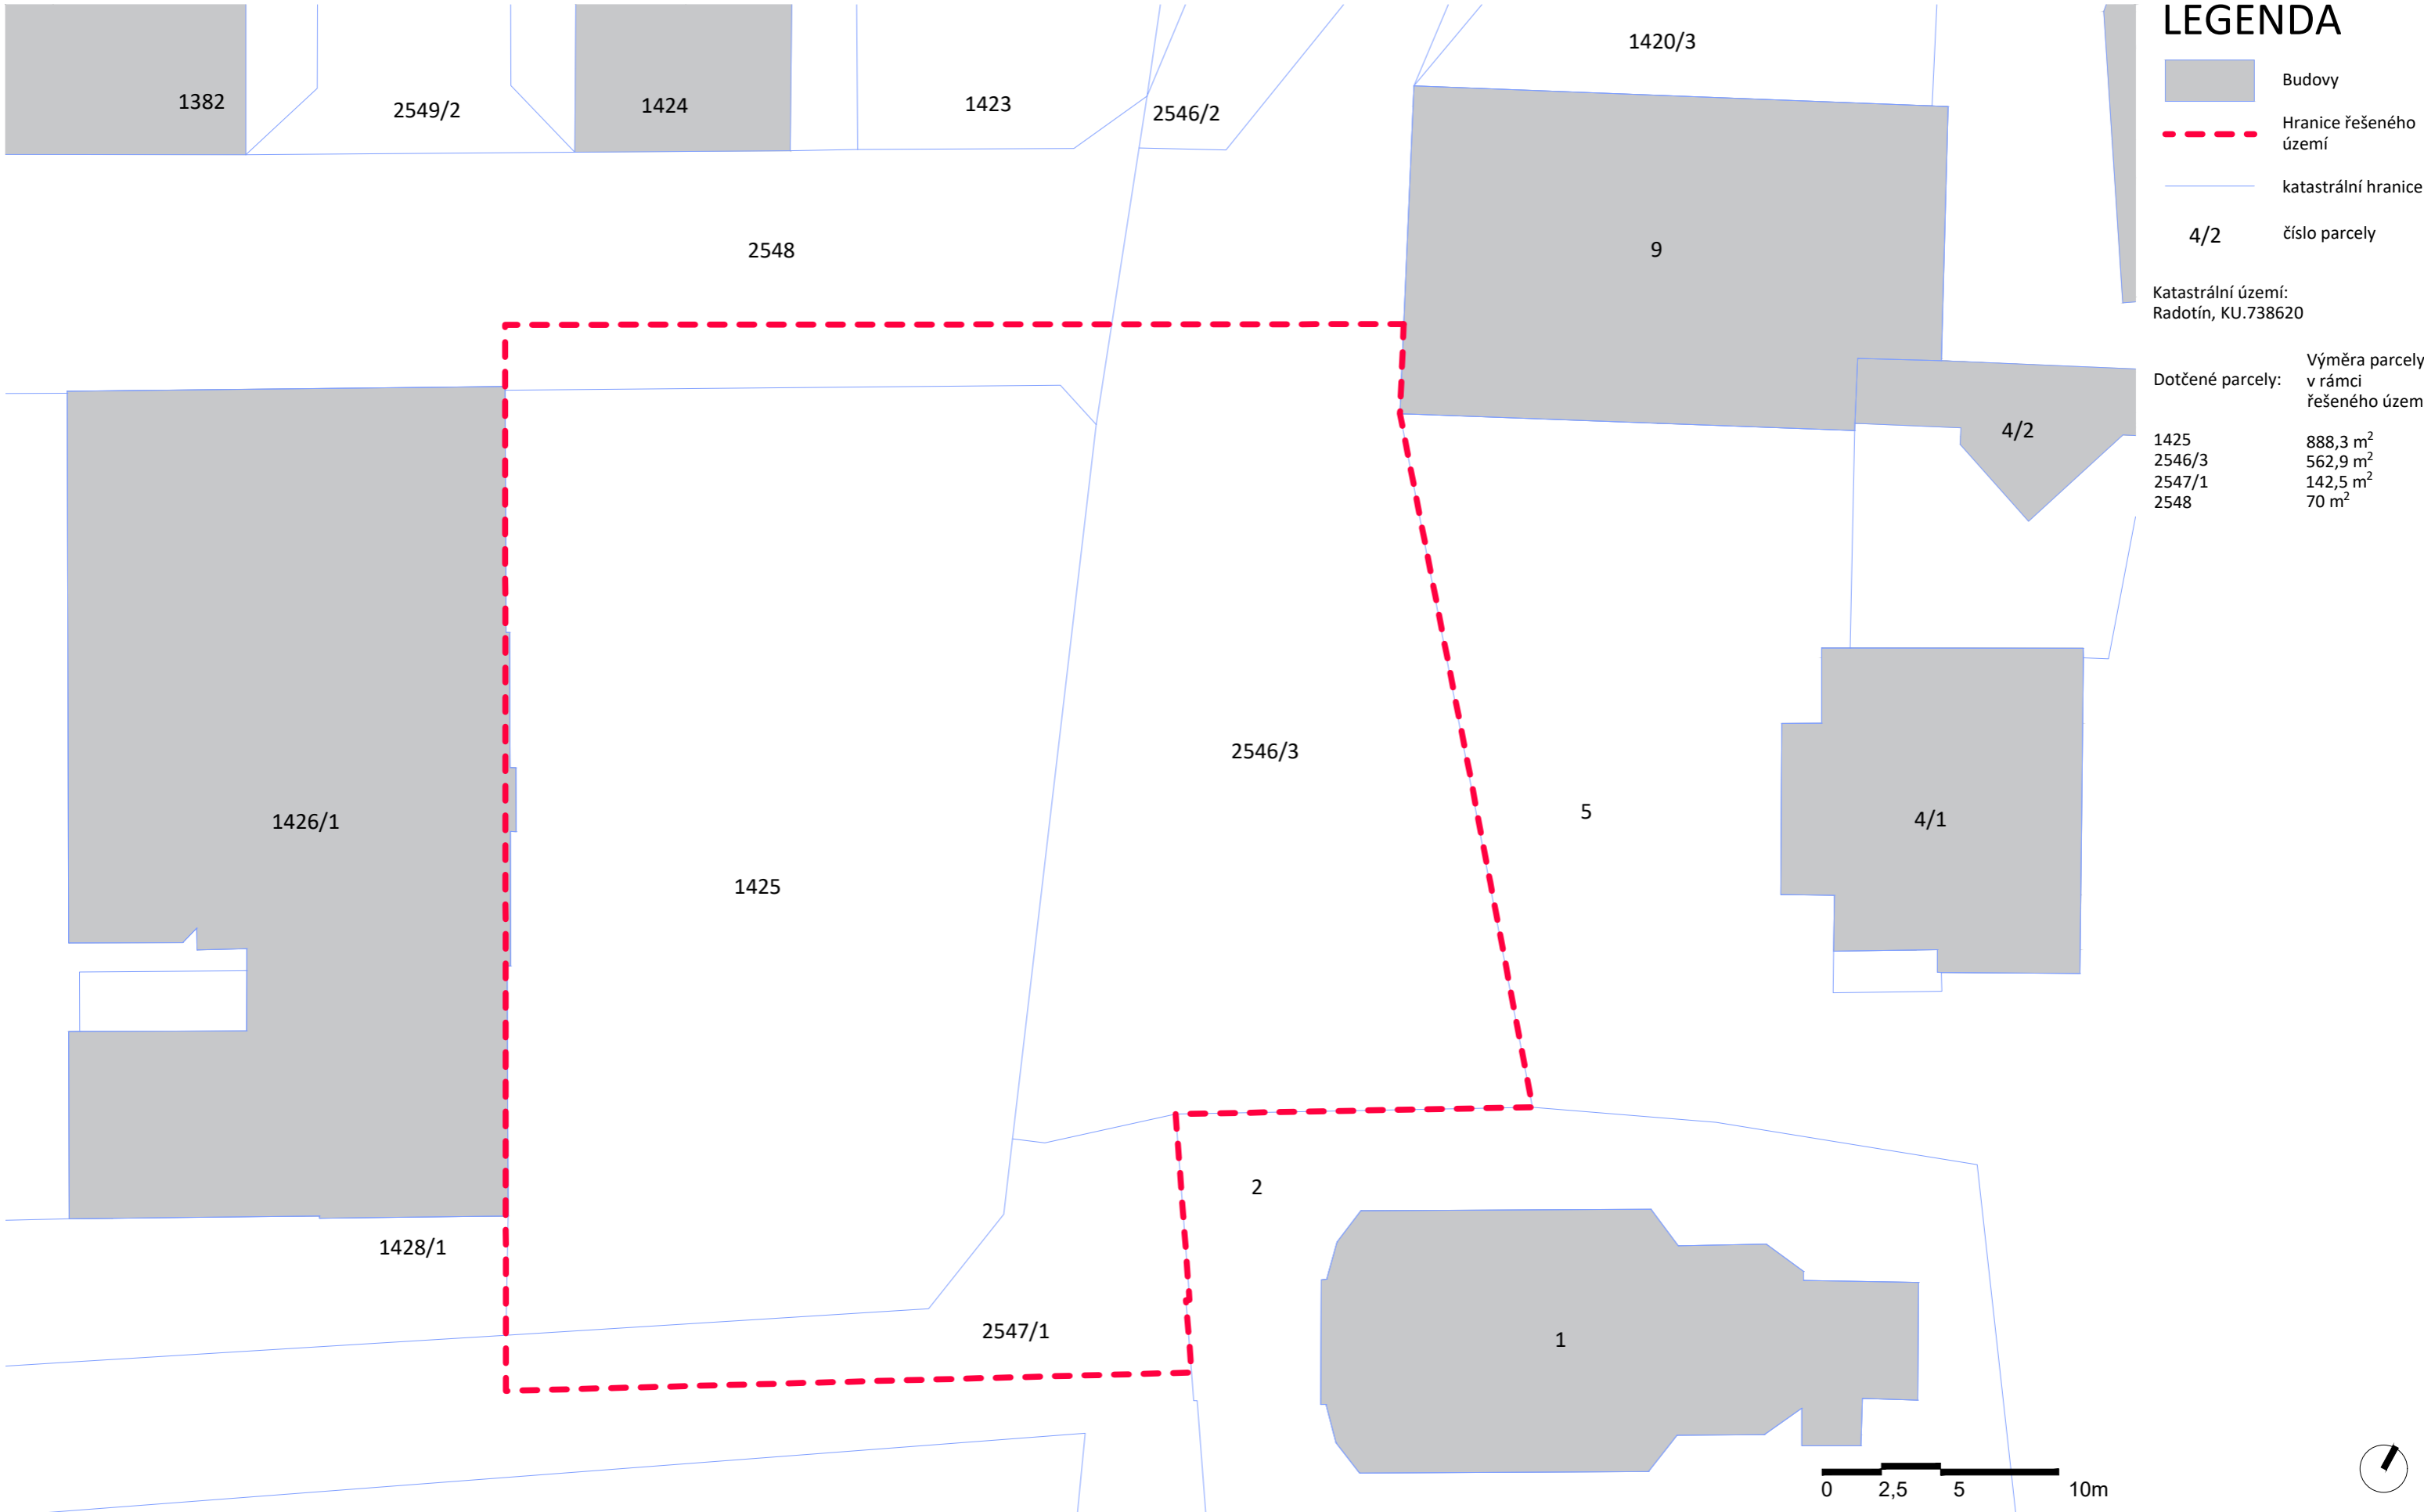 LEGENDA
Budovy
Hranice řešeného
území
katastrální hranice
4/2 číslo parcely
Katastrální území:
Radotín, KU.738620
Dotčené parcely:
Výměra parcely
v rámci
řešeného územ
1425 888,3 m²
2546/3 562,9 m²
2547/1 142,5 m²
2548 70 m²
1420/3
1382
2549/2
1424
1423
2546/2
2548
9
4/2
2546/3
5
4/1
1426/1
1425
2
1428/1
2547/1
1
0 2,5 5 10m